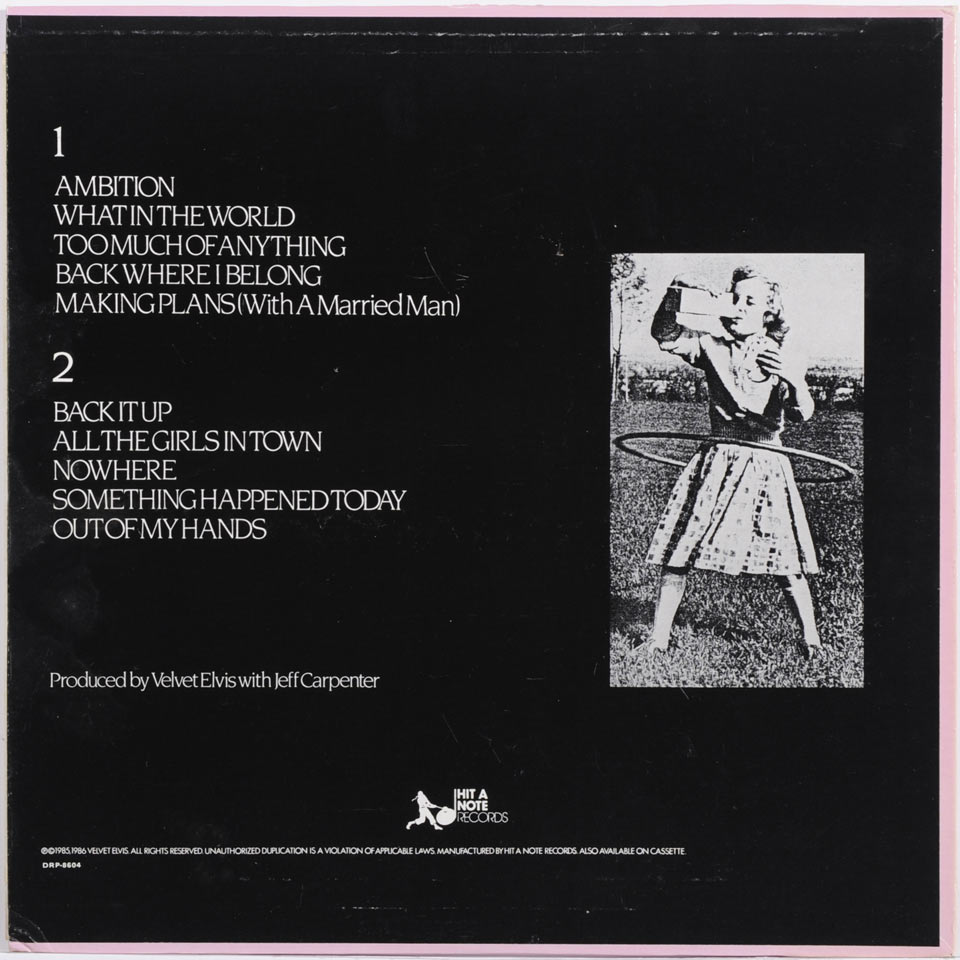 1
AMBITION
WHAT IN THE WORLD
TOO MUCH OF ANYTHING
BACK WHERE I BELONG
MAKING PLANS (With A Married Man)
2
BACK IT UP
ALL THE GIRLS IN TOWN
NOWHERE
SOMETHING HAPPENED TODAY
OUT OF MY HANDS
Produced by Velvet Elvis with Jeff Carpenter
HIT A
NOTE
RECORDS
℗©1985, 1986 VELVET ELVIS. ALL RIGHTS RESERVED. UNAUTHORIZED DUPLICATION IS A VIOLATION OF APPLICABLE LAWS. MANUFACTURED BY HIT A NOTE RECORDS. ALSO AVAILABLE ON CASSETTE.
DRP-8604